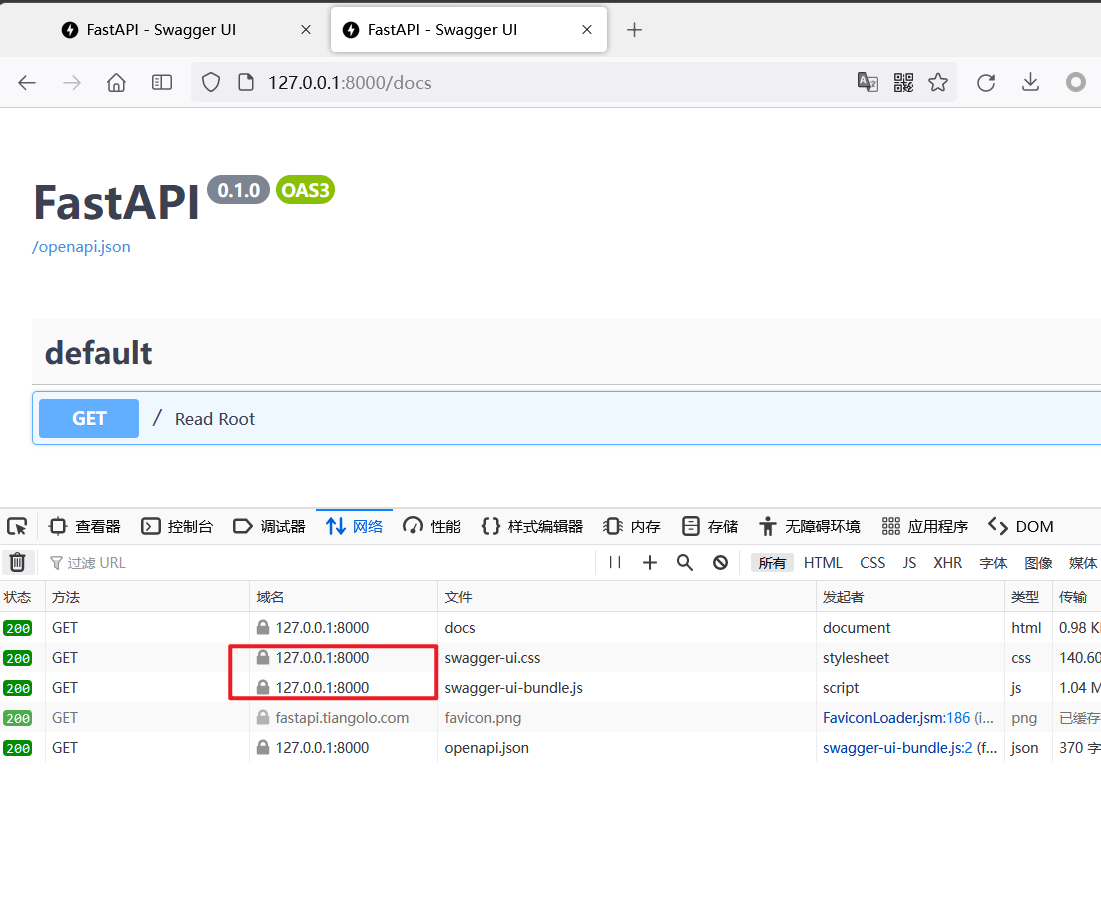 FastAPI - Swagger UI FastAPI - Swagger UI
127.0.0.1:8000/docs
FastAPI 0.1.0 OAS3
/openapi.json
default
GET / Read Root
查看器 控制台 调试器 网络 性能 样式编辑器 内存 存储 无障碍环境 应用程序 DOM
过滤 URL 所有 HTML CSS JS XHR 字体 图像 媒体
状态 方法 域名 文件 发起者 类型 传输
200 GET 127.0.0.1:8000 docs document html 0.98
200 GET 127.0.0.1:8000 swagger-ui.css stylesheet css 140.60
200 GET 127.0.0.1:8000 swagger-ui-bundle.js script js 1.04 M
200 GET fastapi.tiangolo.com favicon.png FaviconLoader.jsm:186 (i... png 已缓存
200 GET 127.0.0.1:8000 openapi.json swagger-ui-bundle.js:2 (f... json 370 字